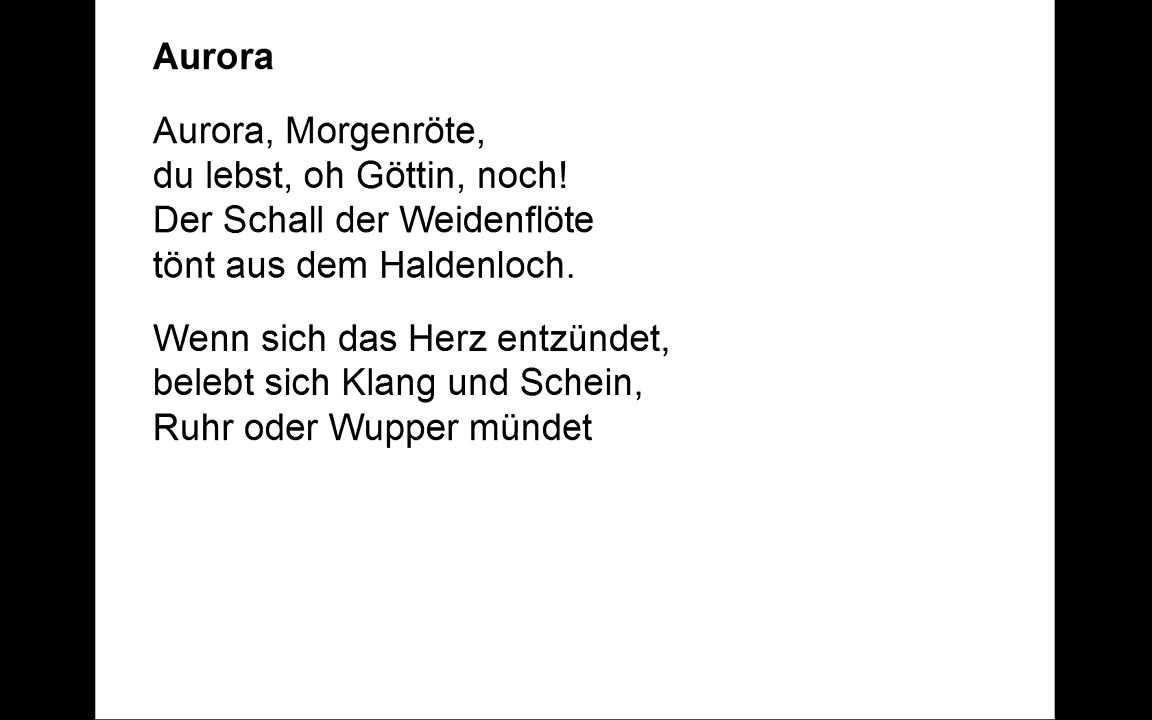 Aurora
Aurora, Morgenröte,
du lebst, oh Göttin, noch!
Der Schall der Weidenflöte
tönt aus dem Haldenloch.
Wenn sich das Herz entzündet,
belebt sich Klang und Schein,
Ruhr oder Wupper mündet